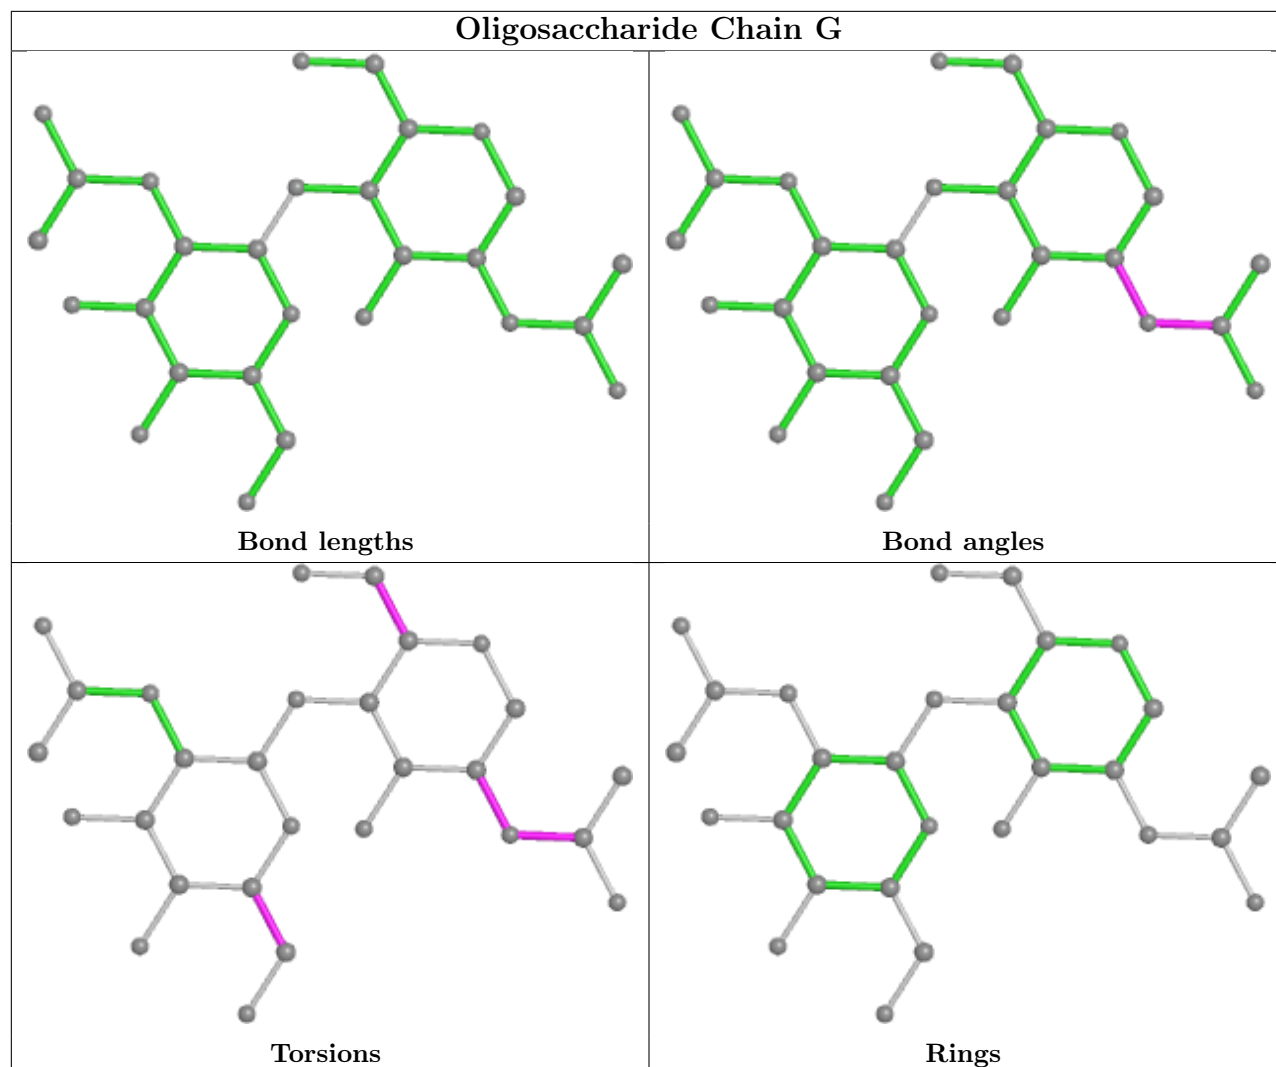 Oligosaccharide Chain G
Bond lengths
Bond angles
Torsions
Rings